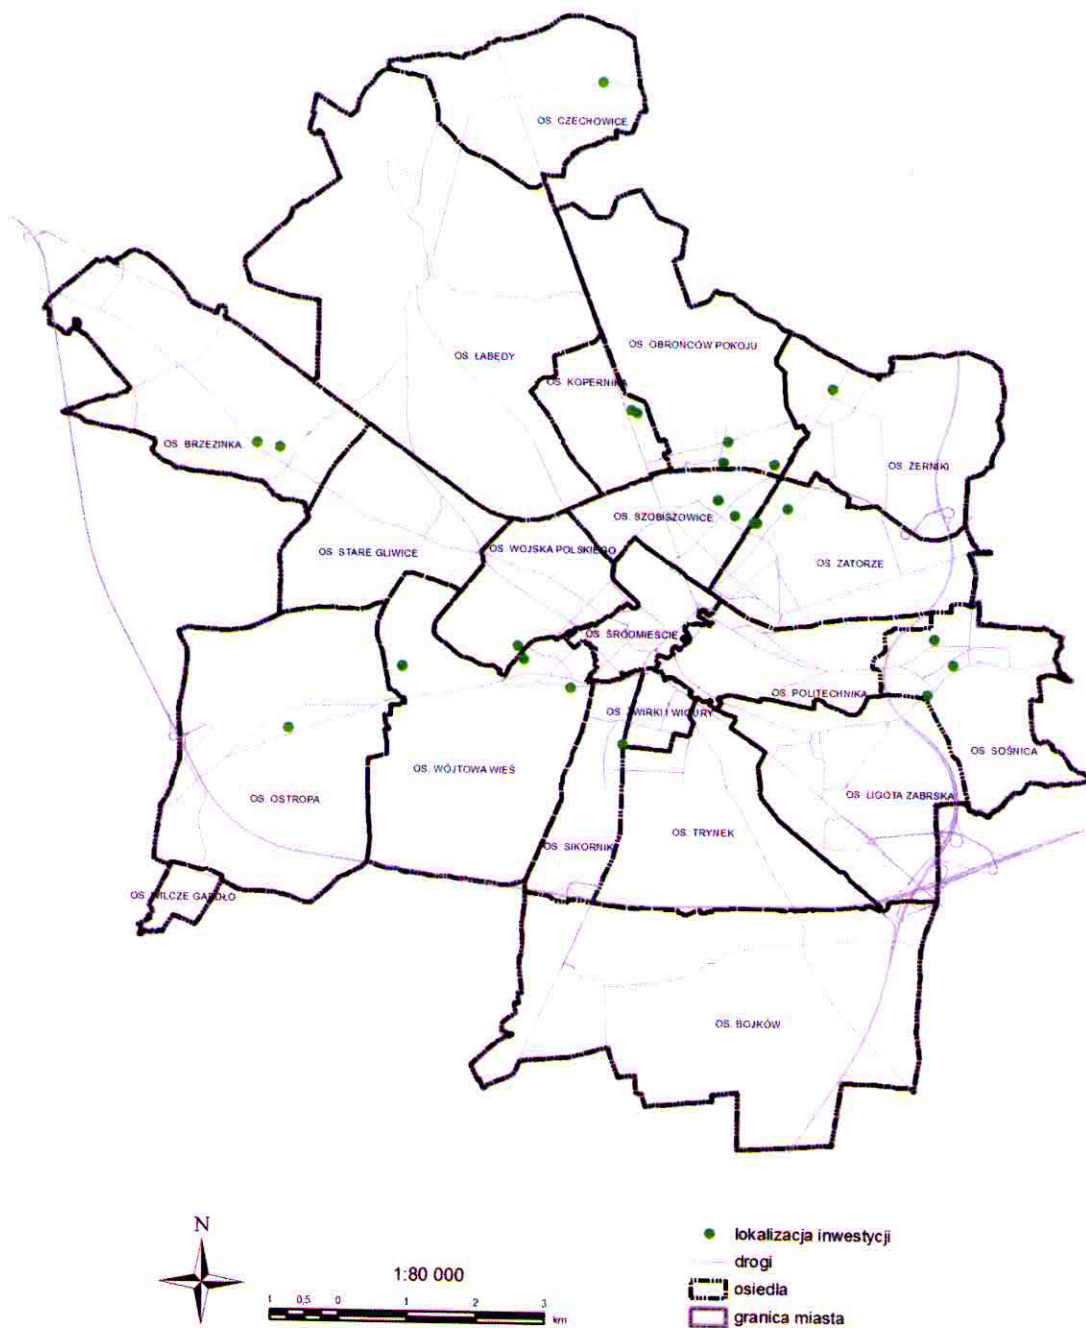 OS. CZECHOWICE
OS. ŁABĘDY
OS. OBROŃCÓW POKOJU
OS. KOPERNIKA
OS. BRZEZINKA
OS. ŻERNIKI
OS. SZOBISZOWICE
OS. STARE GLIWICE
OS. WOJSKA POLSKIEGO
OS. ZATORZE
OS. ŚRÓDMIEŚCIE
OS. POLITECHNIKA
OS. ŻWIRKI I WIGURY
OS. SOŚNICA
OS. WÓJTOWA WIEŚ
OS. OSTROPA
OS. LIGOTA ZABRSKA
OS. TRYNEK
OS. SIKORNIK
OS. WILCZE GARDŁO
OS. BOJKÓW
N
1:80 000
1 0,5 0 1 2 3
km
lokalizacja inwestycji
drogi
osiedla
granica miasta